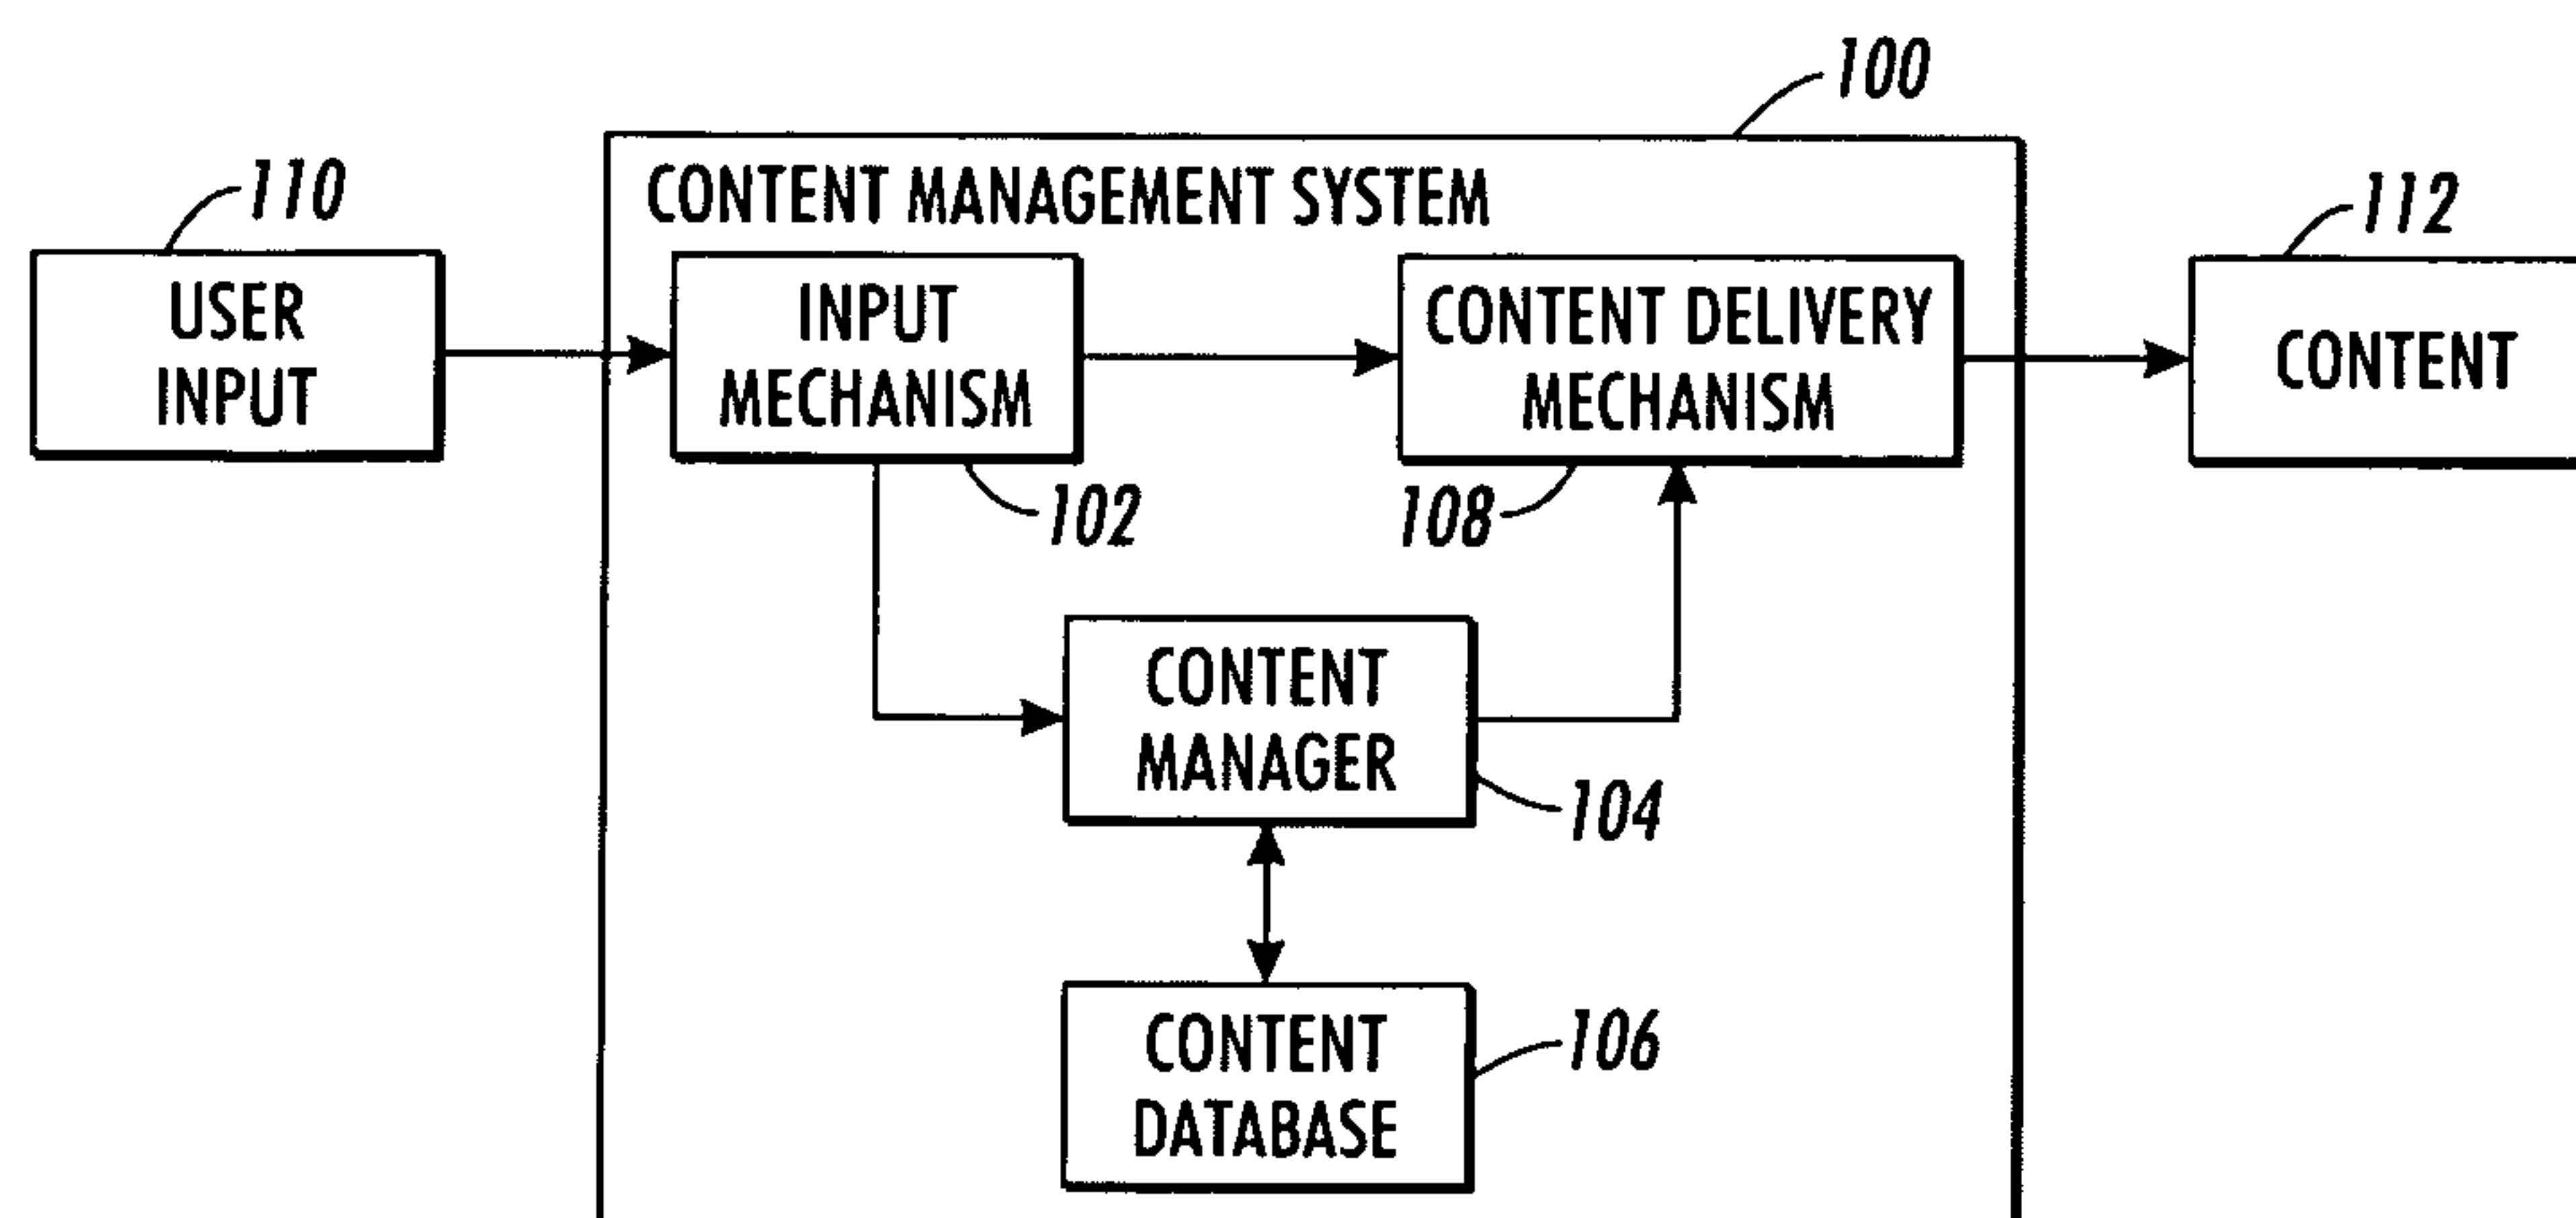 100
110
CONTENT MANAGEMENT SYSTEM
112
USER
INPUT
INPUT
MECHANISM
CONTENT DELIVERY
MECHANISM
CONTENT
102
108
CONTENT
MANAGER
104
CONTENT
DATABASE
106